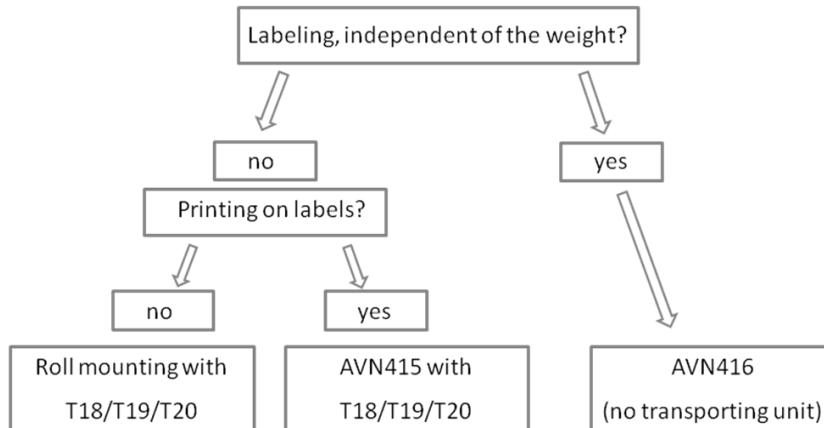 Labeling, independent of the weight?
no
yes
Printing on labels?
no
yes
Roll mounting with
T18/T19/T20
AVN415 with
T18/T19/T20
AVN416
(no transporting unit)